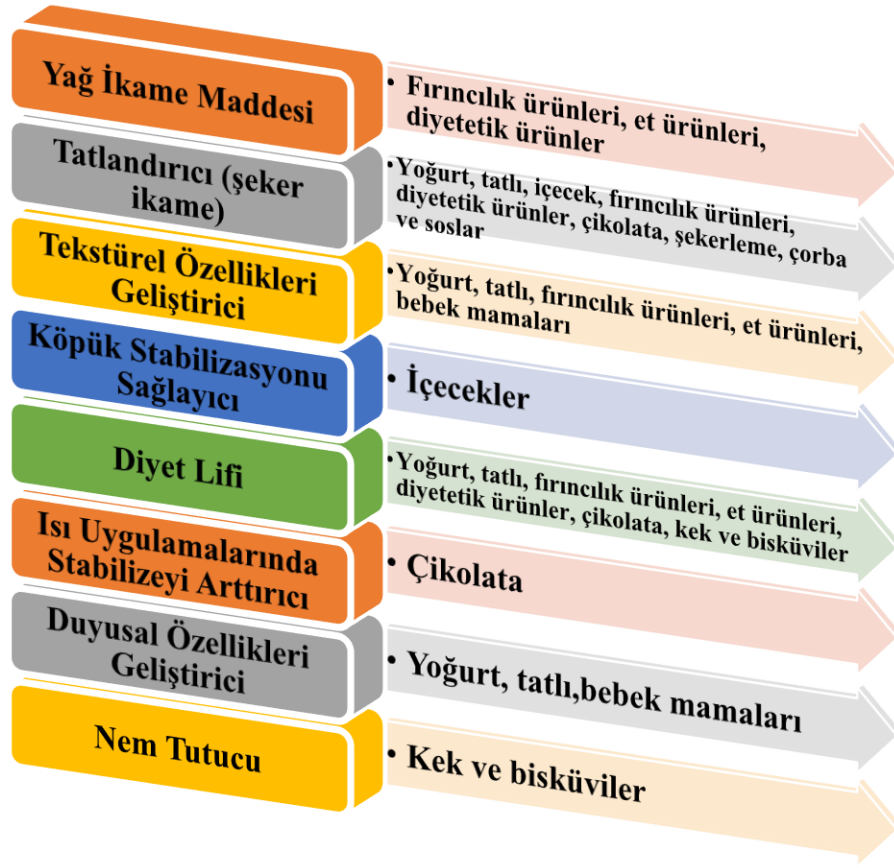 Yağ İkame Maddesi
• Fırıncılık ürünleri, et ürünleri,
diyetetik ürünler
Tatlandırıcı (şeker
ikame)
• Yoğurt, tatlı, içecek, fırıncılık ürünleri,
diyetetik ürünler, çikolata, şekerleme, çorba
ve soslar
Tekstürel Özellikleri
Geliştirici
• Yoğurt, tatlı, fırıncılık ürünleri, et ürünleri,
bebek mamaları
Köpük Stabilizasyonu
Sağlayıcı
• İçecekler
Diyet Lifi
• Yoğurt, tatlı, fırıncılık ürünleri, et ürünleri,
diyetetik ürünler, çikolata, kek ve bisküviler
Isı Uygulamalarında
Stabilizeyi Arttırıcı
• Çikolata
Duyusal Özellikleri
Geliştirici
• Yoğurt, tatlı,bebek mamaları
Nem Tutucu
• Kek ve bisküviler